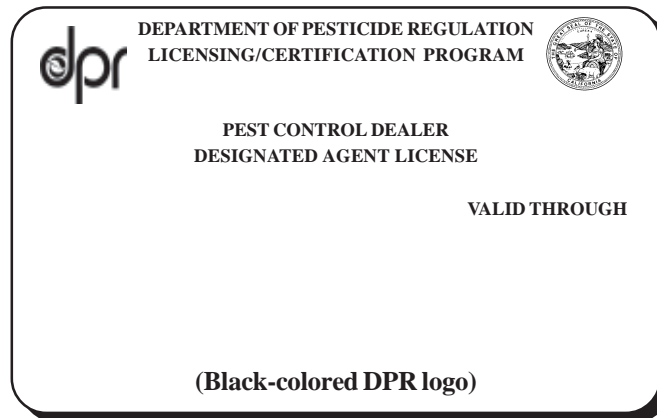 dpr
DEPARTMENT OF PESTICIDE REGULATION
LICENSING/CERTIFICATION PROGRAM
PEST CONTROL DEALER
DESIGNATED AGENT LICENSE
VALID THROUGH
(Black-colored DPR logo)